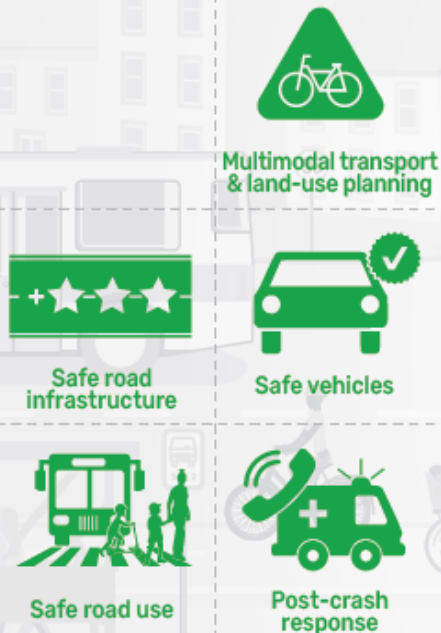 Multimodal transport
& land-use planning
Safe road
infrastructure
Safe vehicles
Safe road use
Post-crash
response